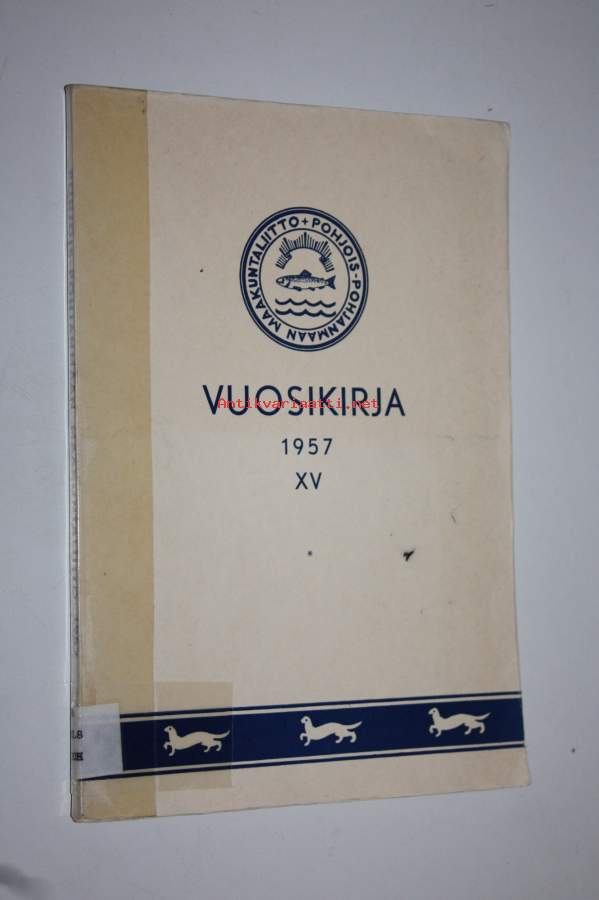 POHJOIS-POHJANMAAN MAAKUNTALIITTO +
VUOSIKIRJA
Antikvariaatti.net
1957
XV